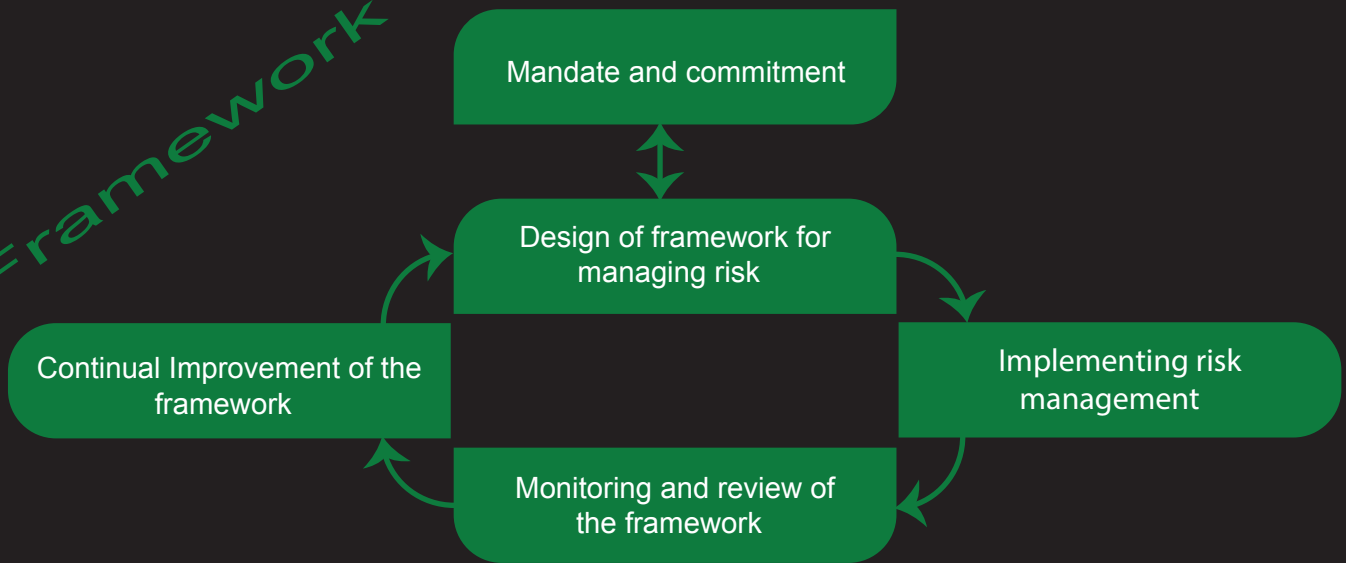 Framework
Mandate and commitment
Design of framework for
managing risk
Continual Improvement of the
framework
Implementing risk
management
Monitoring and review of
the framework